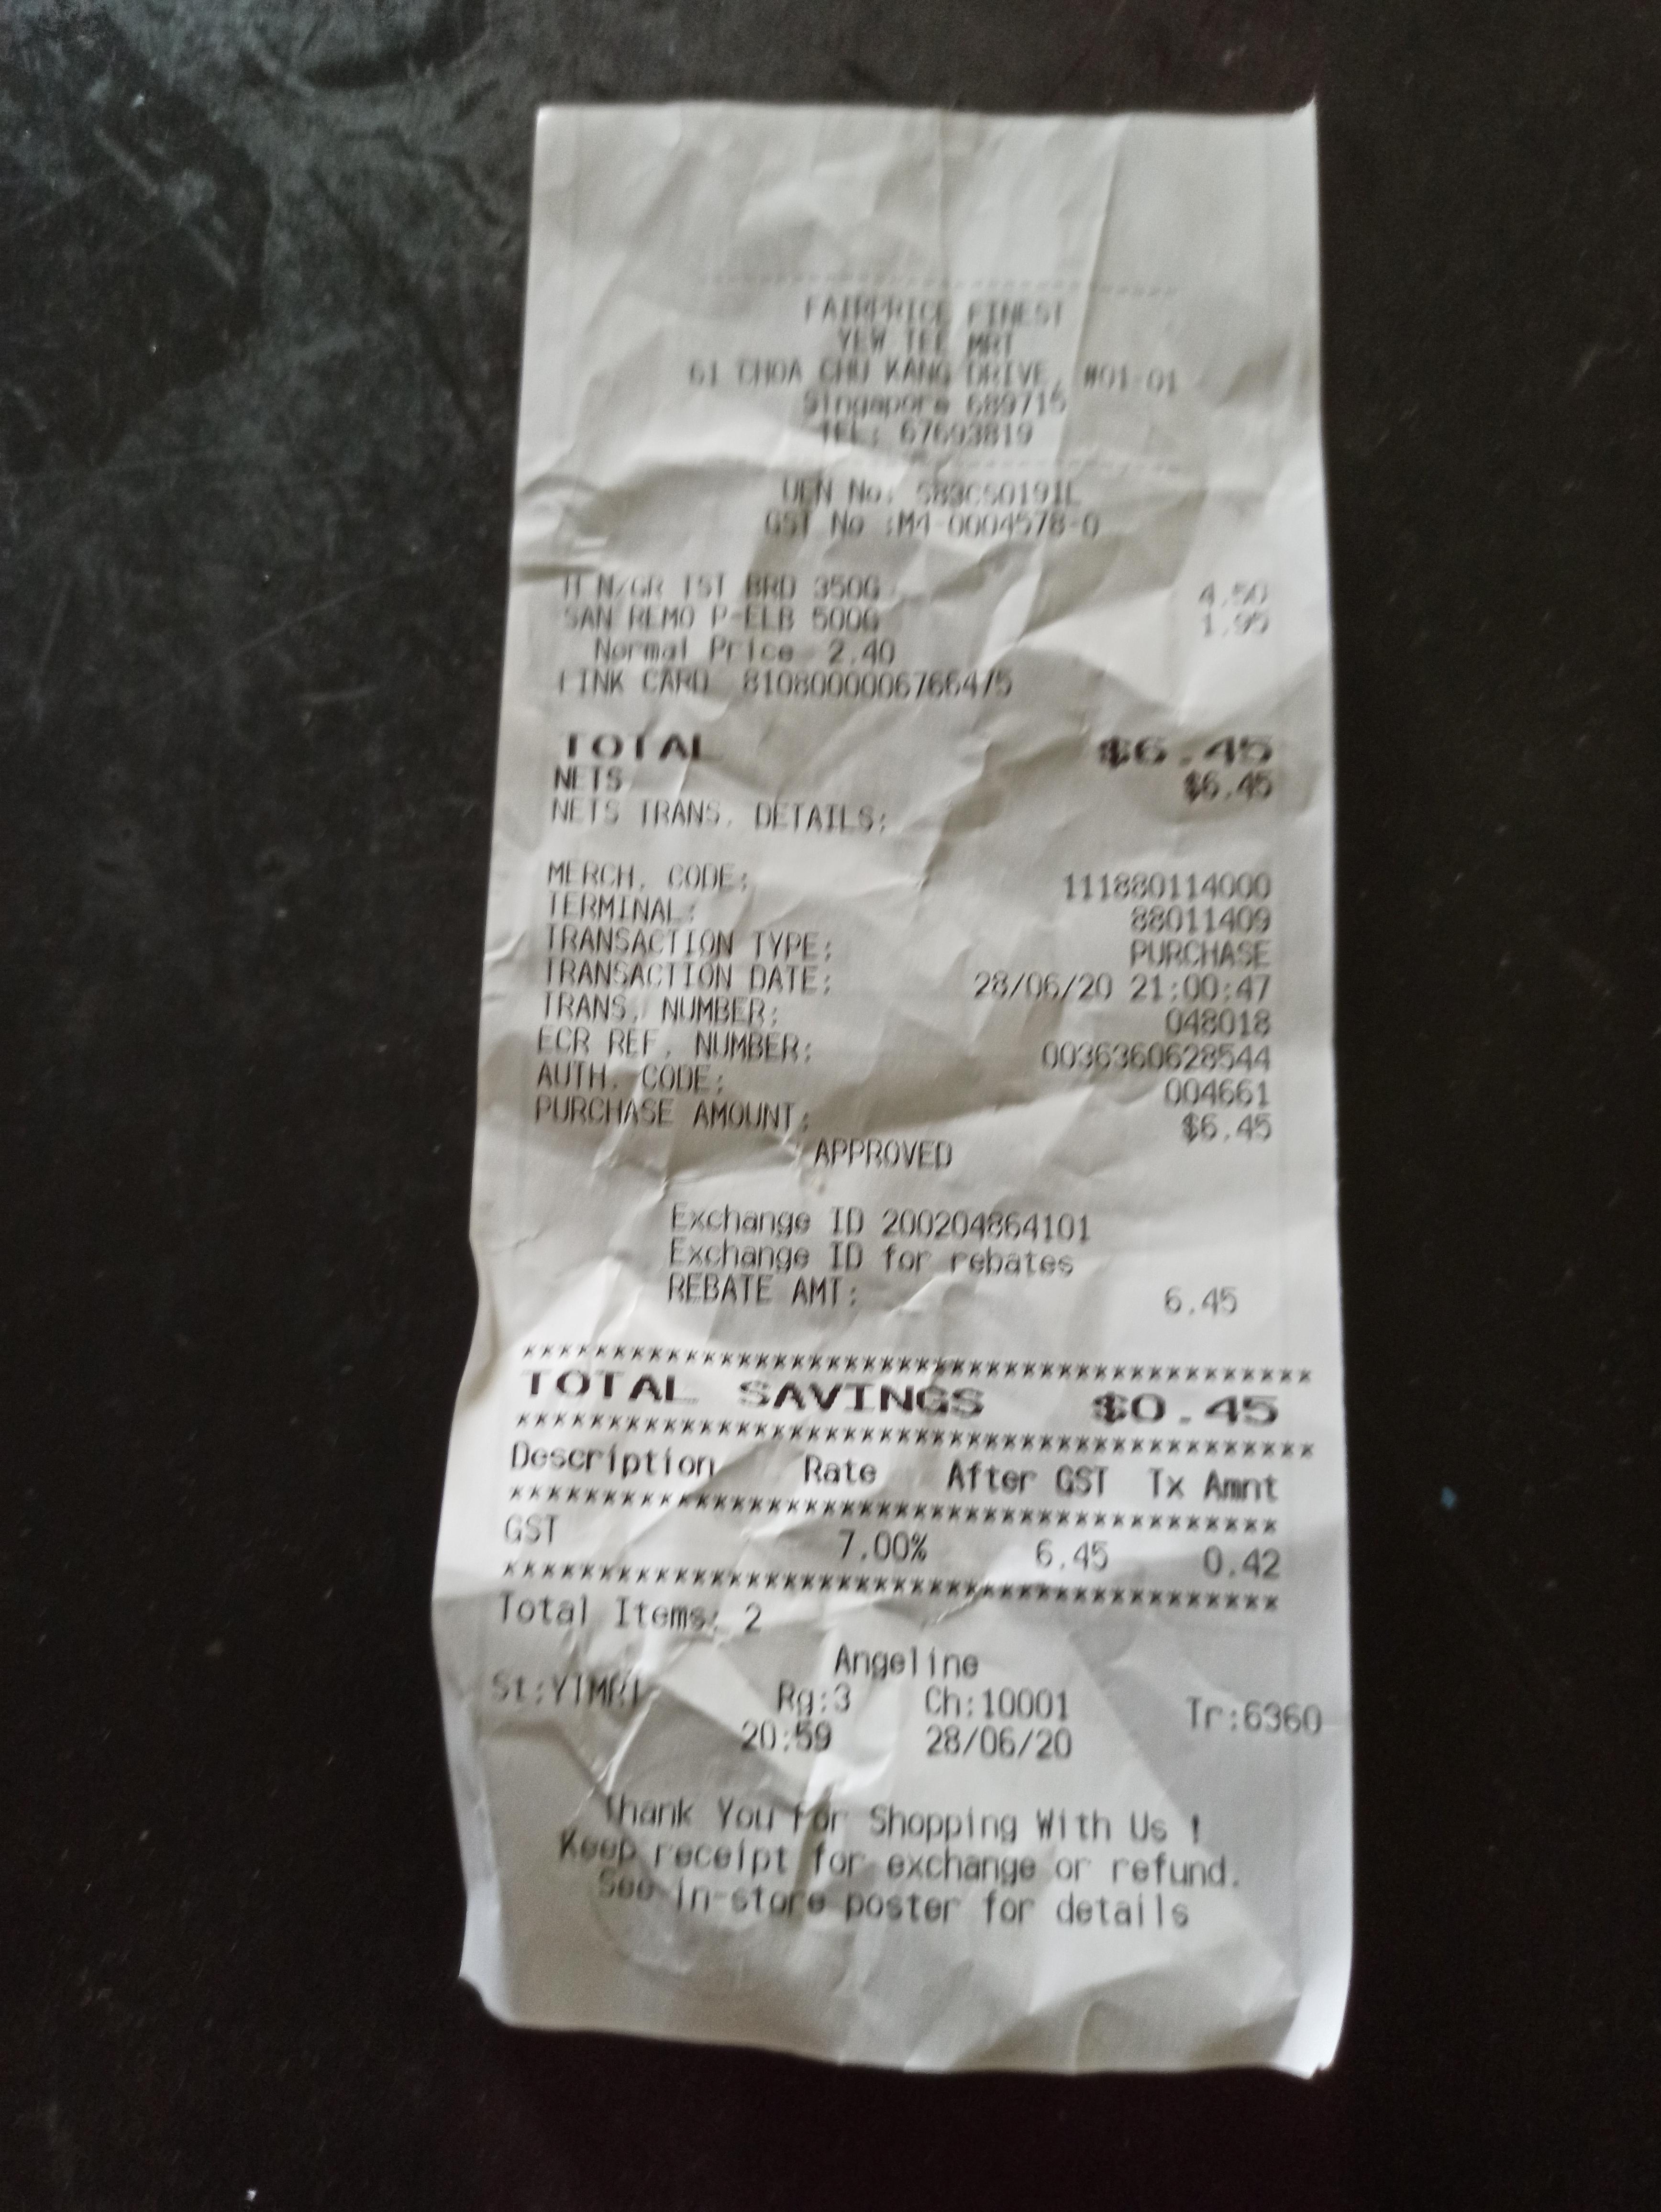 FAIRPRICE FINEST
YEW TEE MRT
61 CHOA CHU KANG DRIVE, #01-01
Singapore 689715
TEL: 67693819
UEN No: S83CS0191L
GST No :M4-0004578-0
N/GR TST BRD 350G 4.50
SAN REMO P-ELB 500G 1.95
Normal Price 2.40
LINK CARD 8108000006766475
TOTAL $6.45
NETS $6.45
NETS TRANS. DETAILS:
MERCH. CODE: 111880114000
TERMINAL: 88011409
TRANSACTION TYPE: PURCHASE
TRANSACTION DATE: 28/06/20 21:00:47
TRANS. NUMBER: 048018
ECR REF. NUMBER: 0036360628544
AUTH. CODE: 004661
PURCHASE AMOUNT: $6.45
APPROVED
Exchange ID 200204864101
Exchange ID for rebates
REBATE AMT: 6.45
*******************************************
TOTAL SAVINGS $0.45
*******************************************
Description Rate After GST Tx Amnt
*******************************************
GST 7.00% 6.45 0.42
*******************************************
Total Items: 2
Angeline
St:YTMRT Rg:3 Ch:10001 Tr:6360
20:59 28/06/20
Thank You for Shopping With Us !
Keep receipt for exchange or refund.
See in-store poster for details